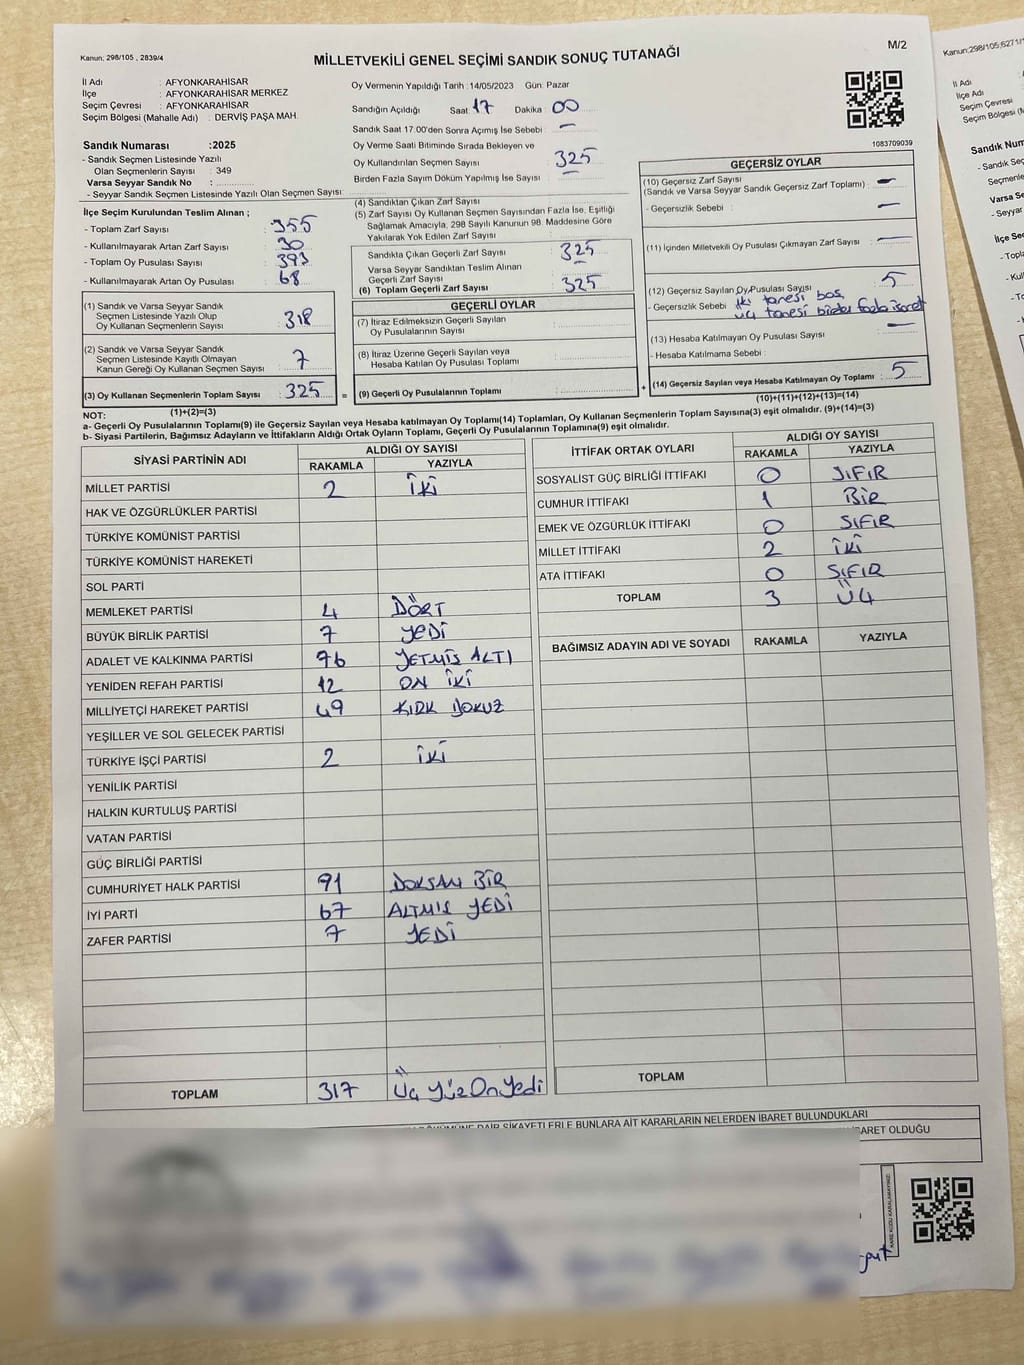 Kanun: 298/105 , 2839/4
MİLLETVEKİLİ GENEL SEÇİMİ SANDIK SONUÇ TUTANAĞI
M/2
İl Adı : AFYONKARAHİSAR
İlçe : AFYONKARAHİSAR MERKEZ
Seçim Çevresi : AFYONKARAHİSAR
Seçim Bölgesi (Mahalle Adı) : DERVİŞ PAŞA MAH.
Sandık Numarası :2025
- Sandık Seçmen Listesinde Yazılı
Olan Seçmenlerin Sayısı : 349
Varsa Seyyar Sandık No :
- Seyyar Sandık Seçmen Listesinde Yazılı Olan Seçmen Sayısı:
Oy Vermenin Yapıldığı Tarih :14/05/2023 Gün: Pazar
Sandığın Açıldığı Saat: 17 Dakika 00
Sandık Saat 17:00'den Sonra Açımış İse Sebebi : –
Oy Verme Saati Bitiminde Sırada Bekleyen ve
Oy Kullandırılan Seçmen Sayısı : 325
Birden Fazla Sayım Döküm Yapılmış İse Sayısı : –
1083709039
İlçe Seçim Kurulundan Teslim Alınan ;
- Toplam Zarf Sayısı : 355
- Kullanılmayarak Artan Zarf Sayısı : 30
- Toplam Oy Pusulası Sayısı : 393
- Kullanılmayarak Artan Oy Pusulası : 68
(1) Sandık ve Varsa Seyyar Sandık
Seçmen Listesinde Yazılı Olup
Oy Kullanan Seçmenlerin Sayısı : 318
(2) Sandık ve Varsa Seyyar Sandık
Seçmen Listesinde Kayıtlı Olmayan
Kanun Gereği Oy Kullanan Seçmen Sayısı : 7
(3) Oy Kullanan Seçmenlerin Toplam Sayısı : 325 =
(1)+(2)=(3)
(4) Sandıktan Çıkan Zarf Sayısı
(5) Zarf Sayısı Oy Kullanan Seçmen Sayısından Fazla İse, Eşitliği
Sağlamak Amacıyla, 298 Sayılı Kanunun 98. Maddesine Göre
Yakılarak Yok Edilen Zarf Sayısı
Sandıkla Çıkan Geçerli Zarf Sayısı : 325
Varsa Seyyar Sandıktan Teslim Alınan
Geçerli Zarf Sayısı : –
(6) Toplam Geçerli Zarf Sayısı : 325
GEÇERLİ OYLAR
(7) İtiraz Edilmeksizin Geçerli Sayılan
Oy Pusulalarının Sayısı :
(8) İtiraz Üzerine Geçerli Sayılan veya
Hesaba Katılan Oy Pusulası Toplamı :
(9) Geçerli Oy Pusulalarının Toplamı : +
GEÇERSİZ OYLAR
(10) Geçersiz Zarf Sayısı
(Sandık ve Varsa Seyyar Sandık Geçersiz Zarf Toplamı) : –
- Geçersizlik Sebebi : –
(11) İçinden Milletvekili Oy Pusulası Çıkmayan Zarf Sayısı : –
(12) Geçersiz Sayılan Oy Pusulası Sayısı : 5
- Geçersizlik Sebebi iki tanesi boş,
üç tanesi birden fazla işaret
(13) Hesaba Katılmayan Oy Pusulası Sayısı : –
- Hesaba Katılmama Sebebi :
(14) Geçersiz Sayılan veya Hesaba Katılmayan Oy Toplamı : 5
(10)+(11)+(12)+(13)=(14)
NOT:
a- Geçerli Oy Pusulaları Toplamı(9) ile Geçersiz Sayılan veya Hesaba katılmayan Oy Toplamı(14) Toplamları, Oy Kullanan Seçmenlerin Toplam Sayısına(3) eşit olmalıdır. (9)+(14)=(3)
b- Siyasi Partilerin, Bağımsız Adayların ve İttifakların Aldığı Ortak Oyların Toplamı, Geçerli Oy Pusulalarının Toplamına(9) eşit olmalıdır.
SİYASİ PARTİNİN ADI ALDIĞI OY SAYISI
RAKAMLA YAZIYLA
MİLLET PARTİSİ 2 İKİ
HAK VE ÖZGÜRLÜKLER PARTİSİ
TÜRKİYE KOMÜNİST PARTİSİ
TÜRKİYE KOMÜNİST HAREKETİ
SOL PARTİ
MEMLEKET PARTİSİ 4 DÖRT
BÜYÜK BİRLİK PARTİSİ 7 YEDİ
ADALET VE KALKINMA PARTİSİ 76 YETMİŞ ALTI
YENİDEN REFAH PARTİSİ 12 ON İKİ
MİLLİYETÇİ HAREKET PARTİSİ 49 KIRK DOKUZ
YEŞİLLER VE SOL GELECEK PARTİSİ
TÜRKİYE İŞÇİ PARTİSİ 2 İKİ
YENİLİK PARTİSİ
HALKIN KURTULUŞ PARTİSİ
VATAN PARTİSİ
GÜÇ BİRLİĞİ PARTİSİ
CUMHURİYET HALK PARTİSİ 91 DOKSAN BİR
İYİ PARTİ 67 ALTMIŞ YEDİ
ZAFER PARTİSİ 7 YEDİ
TOPLAM 317 Üç Yüz On Yedi
İTTİFAK ORTAK OYLARI ALDIĞI OY SAYISI
RAKAMLA YAZIYLA
SOSYALİST GÜÇ BİRLİĞİ İTTİFAKI 0 SIFIR
CUMHUR İTTİFAKI 1 BİR
EMEK VE ÖZGÜRLÜK İTTİFAKI 0 SIFIR
MİLLET İTTİFAKI 2 İKİ
ATA İTTİFAKI 0 SIFIR
TOPLAM 3 ÜÇ
BAĞIMSIZ ADAYIN ADI VE SOYADI RAKAMLA YAZIYLA
TOPLAM
DAİR ŞİKAYETLERLE BUNLARA AİT KARARLARIN NELERDEN İBARET BULUNDUKLARI
BARET OLDUĞU
KARE KODU KARALAMAYINIZ.
Kanun:298/105;6271/1
İl Adı
İlçe Adı
Seçim Çevresi
Seçim Bölgesi (M
Sandık Num
- Sandık Seç
Seçmenle
Varsa S
- Seyyar
İlçe Seç
- Topla
- Kul
- To